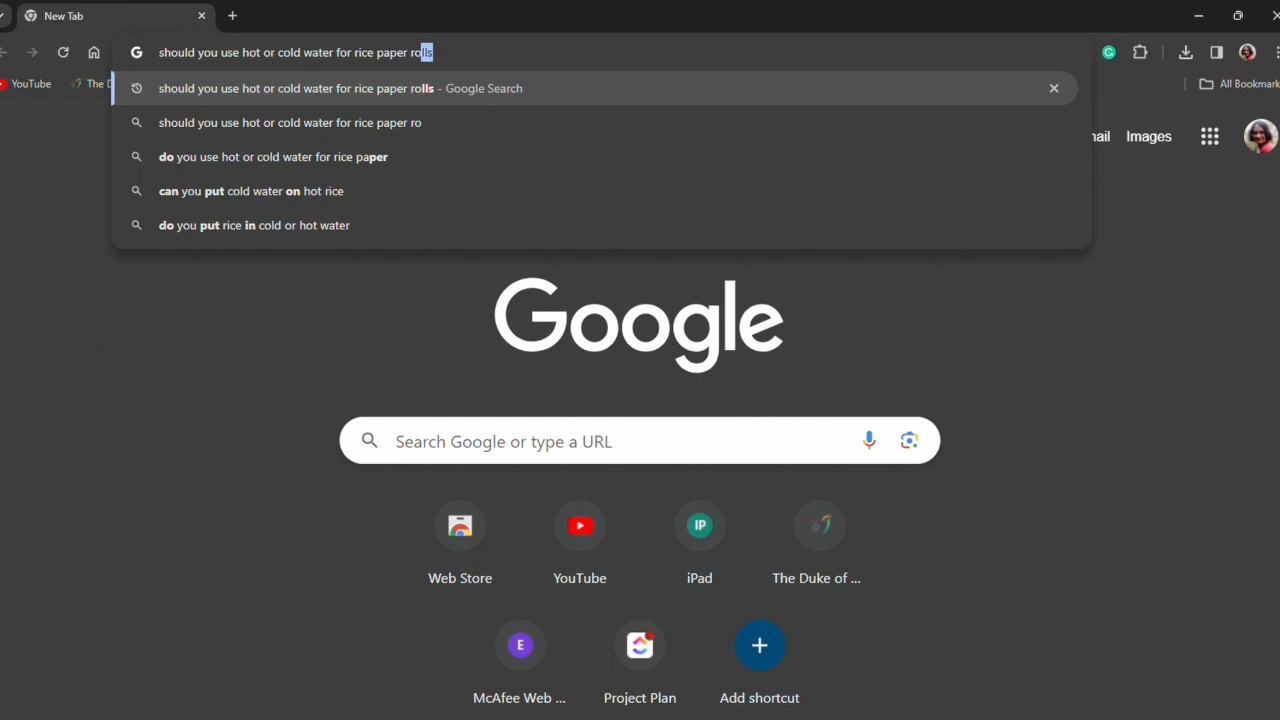 New Tab
should you use hot or cold water for rice paper rolls
YouTube
The D
should you use hot or cold water for rice paper rolls - Google Search
All Bookmark
should you use hot or cold water for rice paper ro
nail Images
do you use hot or cold water for rice paper
can you put cold water on hot rice
do you put rice in cold or hot water
Google
Search Google or type a URL
IP
Web Store
YouTube
iPad
The Duke of ...
E
McAfee Web ...
Project Plan
Add shortcut